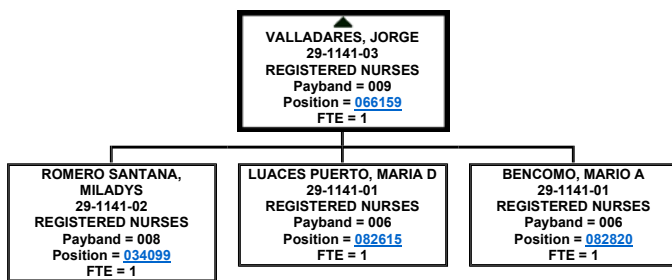 VALLADARES, JORGE
29-1141-03
REGISTERED NURSES
Payband = 009
Position = 066159
FTE = 1
ROMERO SANTANA,
MILADYS
29-1141-02
REGISTERED NURSES
Payband = 008
Position = 034099
FTE = 1
LUACES PUERTO, MARIA D
29-1141-01
REGISTERED NURSES
Payband = 006
Position = 082615
FTE = 1
BENCOMO, MARIO A
29-1141-01
REGISTERED NURSES
Payband = 006
Position = 082820
FTE = 1